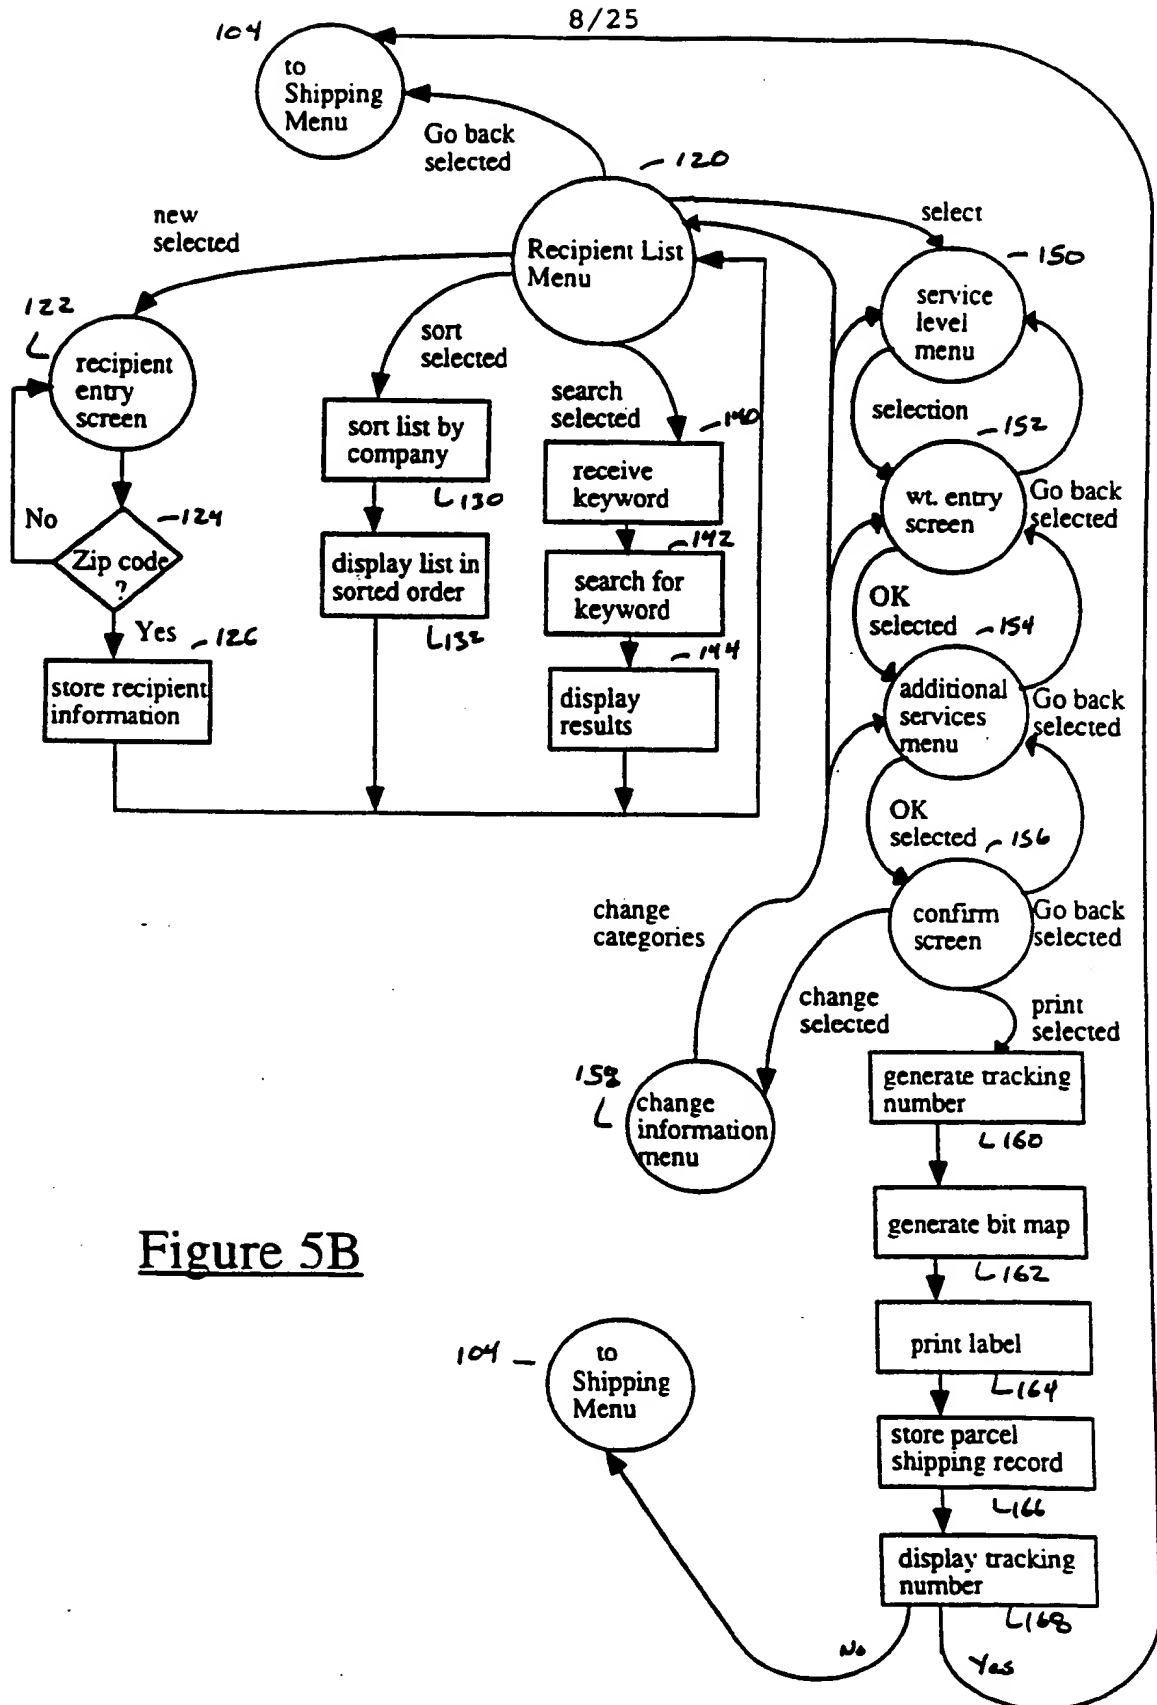 8/25
104
to
Shipping
Menu
Go back
selected
120
new
selected
Recipient List
Menu
select
150
service
level
menu
122
recipient
entry
screen
sort
selected
search
selected
140
selection
152
sort list by
company
130
receive
keyword
wt. entry
screen
Go back
selected
No
124
Zip code
?
display list in
sorted order
132
142
search for
keyword
OK
selected
154
Yes
126
store recipient
information
144
display
results
additional
services
menu
Go back
selected
OK
selected
156
change
categories
confirm
screen
Go back
selected
change
selected
print
selected
158
change
information
menu
generate tracking
number
160
generate bit map
162
Figure 5B
104
to
Shipping
Menu
print label
164
store parcel
shipping record
166
display tracking
number
168
No
Yes